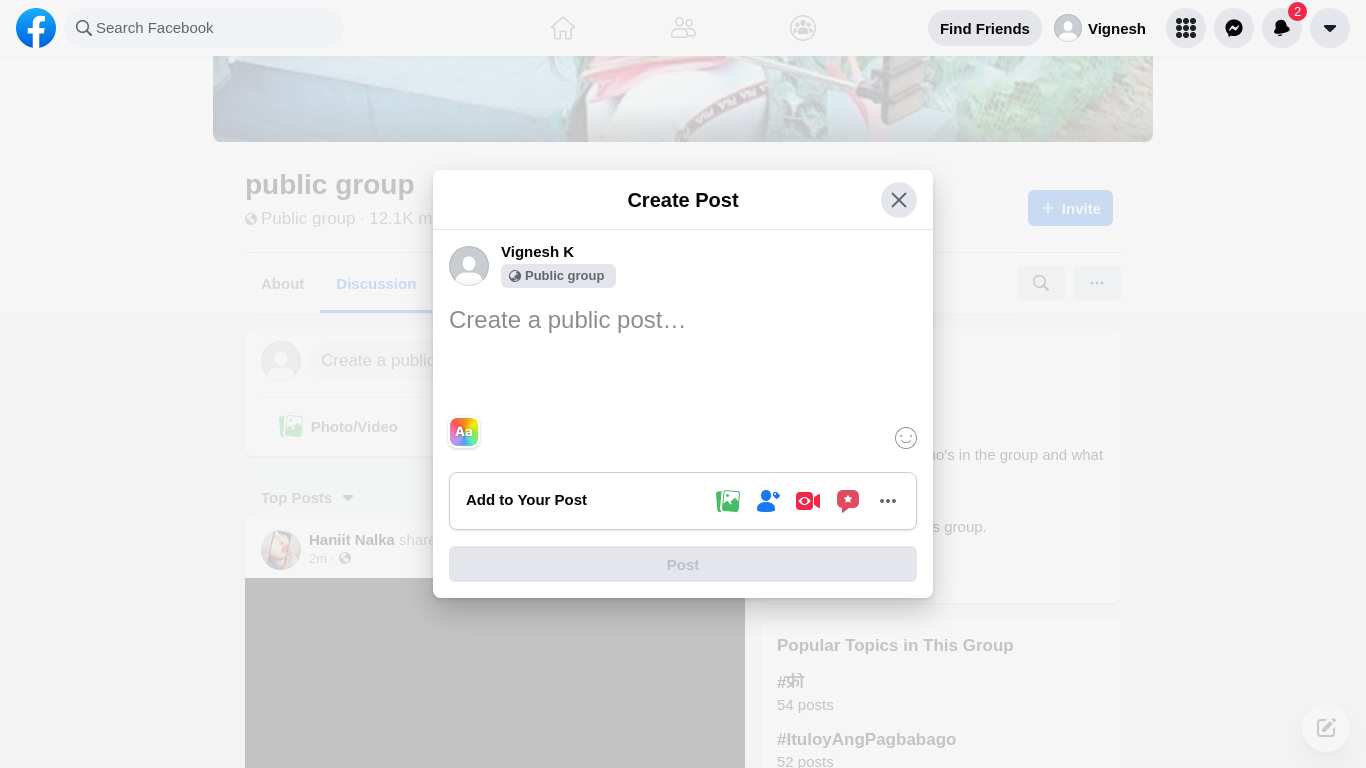 Search Facebook
Find Friends
Vignesh
2
public group
Public group · 12.1K m
Invite
About
Discussion
Create Post
Vignesh K
Public group
Create a public post…
Aa
Add to Your Post
Post
Create a public
Photo/Video
Top Posts
Haniit Nalka share
2m ·
o's in the group and what
s group.
Popular Topics in This Group
#फ्री
54 posts
#ItuloyAngPagbabago
52 posts